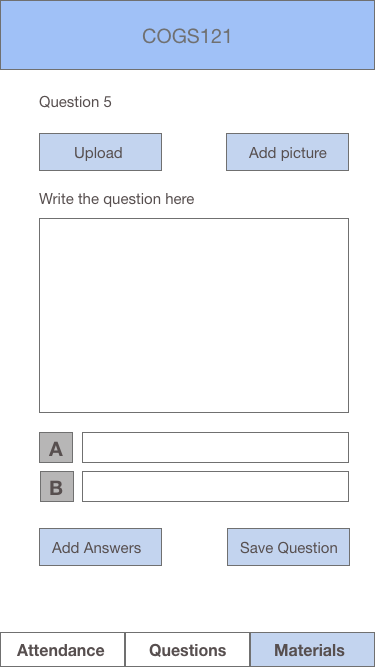 COGS121
Question 5
Upload
Add picture
Write the question here
A
B
Add Answers
Save Question
Attendance
Questions
Materials